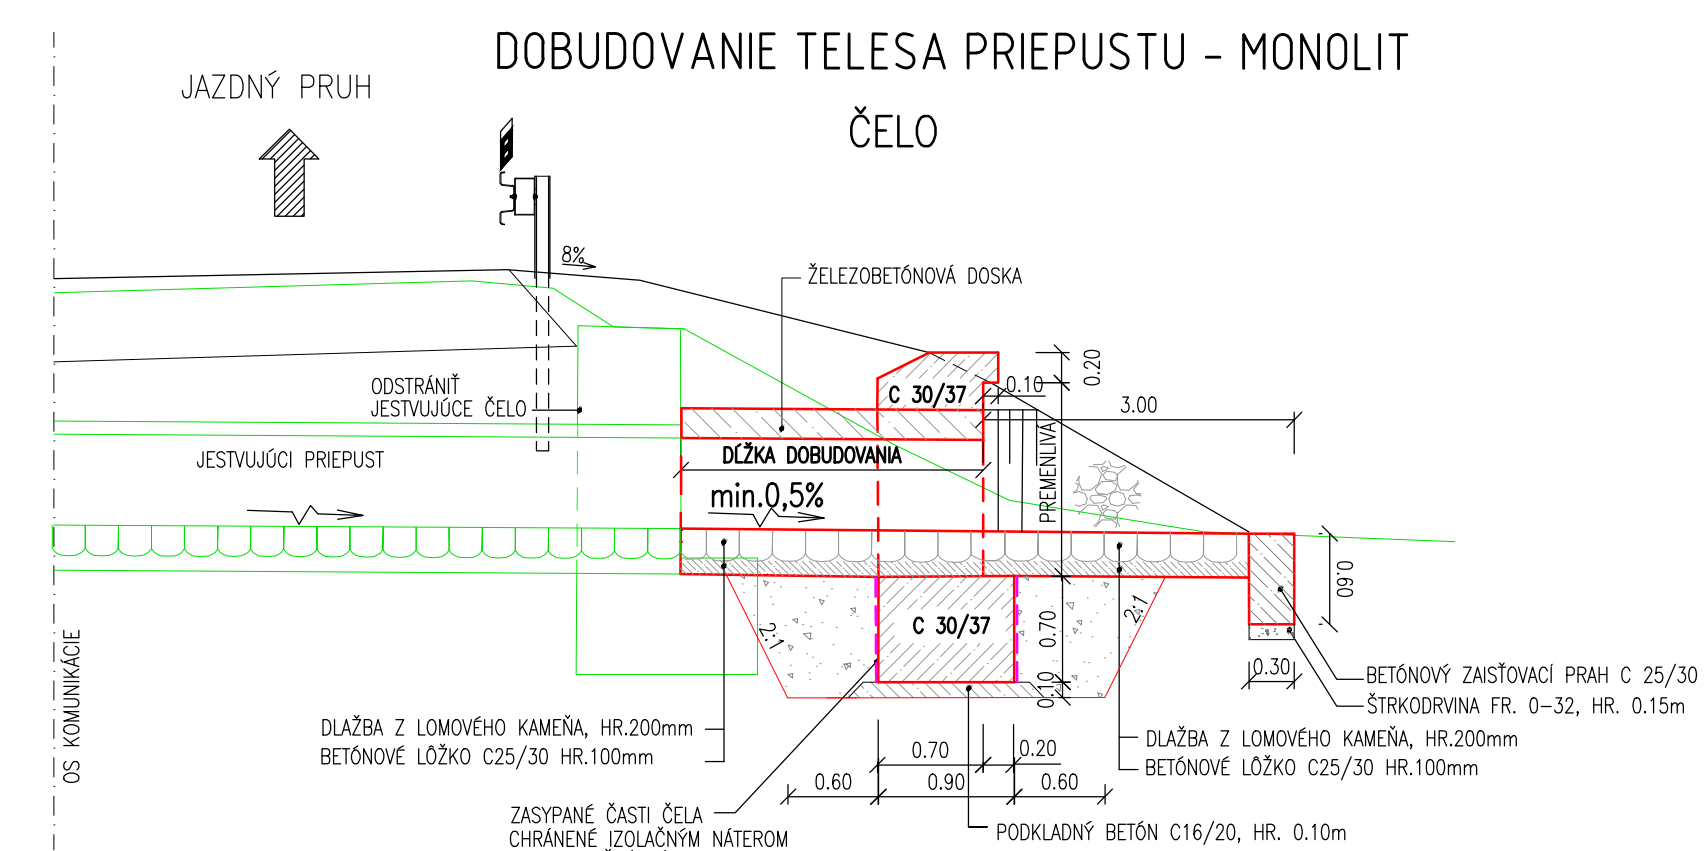 DOBUDOVANIE TELESA PRIEPUSTU - MONOLIT
ČELO
JAZDNÝ PRUH
8%
ŽELEZOBETÓNOVÁ DOSKA
0.20
0.10
C 30/37
3.00
ODSTRÁNIŤ
JESTVUJÚCE ČELO
PREMENLIVÁ
JESTVUJÚCI PRIEPUST
DĹŽKA DOBUDOVANIA
min.0,5%
0.60
2:1
C 30/37
0.70
2:1
0.10
0.30
OS KOMUNIKÁCIE
BETÓNOVÝ ZAISŤOVACÍ PRAH C 25/30
ŠTRKODRVINA FR. 0-32, HR. 0.15m
DLAŽBA Z LOMOVÉHO KAMEŇA, HR.200mm
BETÓNOVÉ LÔŽKO C25/30 HR.100mm
DLAŽBA Z LOMOVÉHO KAMEŇA, HR.200mm
BETÓNOVÉ LÔŽKO C25/30 HR.100mm
0.70
0.20
0.60
0.90
0.60
ZASYPANÉ ČASTI ČELA
CHRÁNENÉ IZOLAČNÝM NÁTEROM
PODKLADNÝ BETÓN C16/20, HR. 0.10m